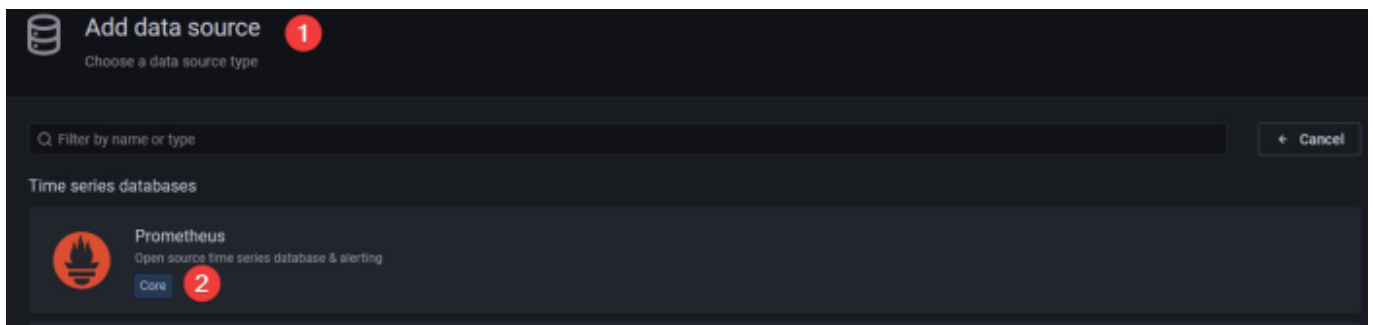 Add data source 1
Choose a data source type
Filter by name or type
← Cancel
Time series databases
Prometheus
Open source time series database & alerting
Core 2